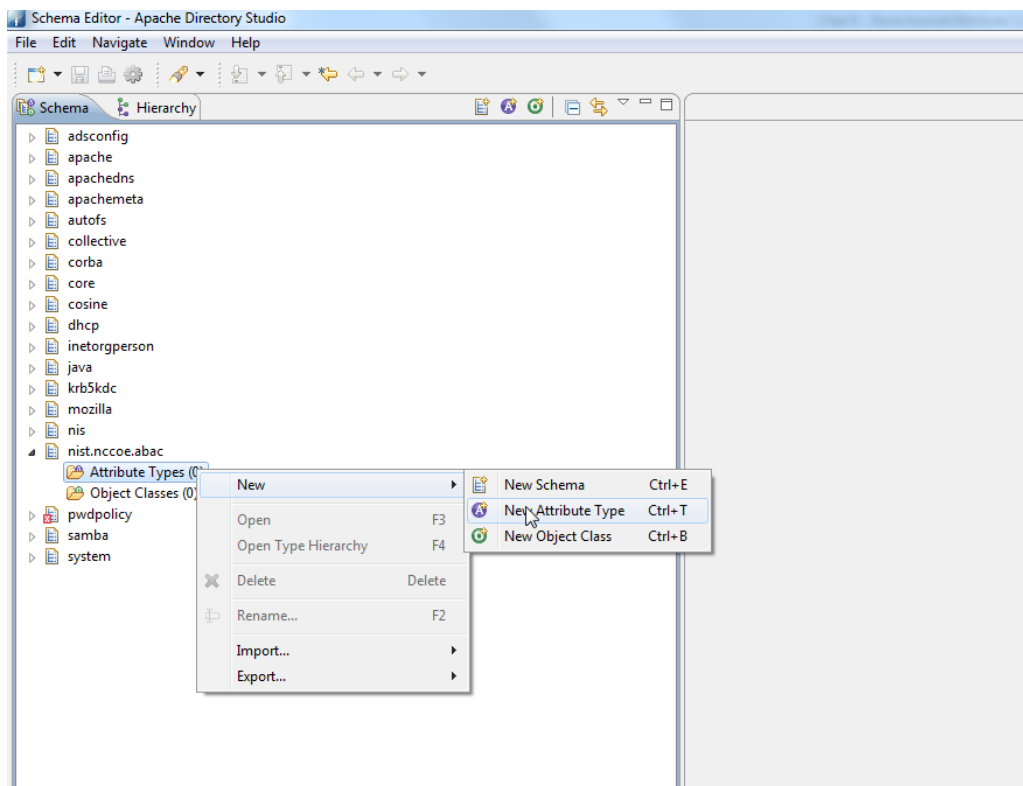 Schema Editor - Apache Directory Studio
File Edit Navigate Window Help
Schema Hierarchy
adsconfig
apache
apachedns
apachemeta
autofs
collective
corba
core
cosine
dhcp
inetorgperson
java
krb5kdc
mozilla
nis
nist.nccoe.abac
Attribute Types (0)
Object Classes (0)
pwdpolicy
samba
system
New
Open F3
Open Type Hierarchy F4
Delete Delete
Rename... F2
Import...
Export...
New Schema Ctrl+E
New Attribute Type Ctrl+T
New Object Class Ctrl+B